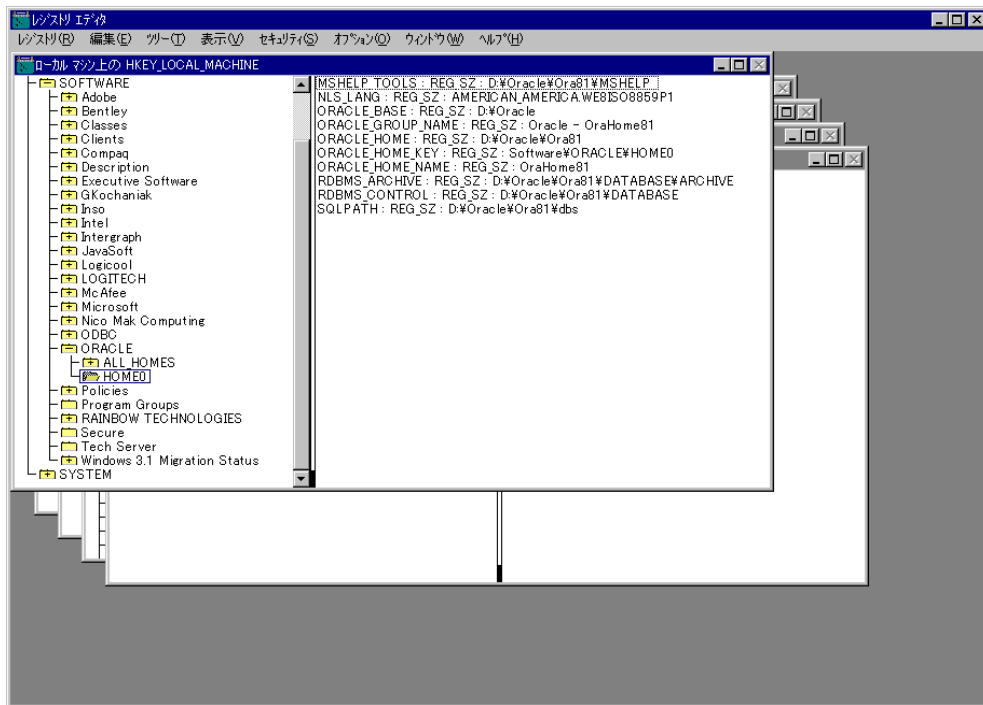 レジストリ エディタ
レジストリ(R) 編集(E) ツリー(T) 表示(V) セキュリティ(S) オプション(O) ウィンドウ(W) ヘルプ(H)
ローカル マシン上の HKEY_LOCAL_MACHINE
SOFTWARE
Adobe
Bentley
Classes
Clients
Compaq
Description
Executive Software
GKochaniak
Inso
Intel
Intergraph
JavaSoft
Logicool
LOGITECH
McAfee
Microsoft
Nico Mak Computing
ODBC
ORACLE
ALL_HOMES
HOME0
Policies
Program Groups
RAINBOW TECHNOLOGIES
Secure
Tech Server
Windows 3.1 Migration Status
SYSTEM
MSHELP_TOOLS : REG_SZ : D:¥Oracle¥Ora81¥MSHELP
NLS_LANG : REG_SZ : AMERICAN_AMERICA.WE8ISO8859P1
ORACLE_BASE : REG_SZ : D:¥Oracle
ORACLE_GROUP_NAME : REG_SZ : Oracle - OraHome81
ORACLE_HOME : REG_SZ : D:¥Oracle¥Ora81
ORACLE_HOME_KEY : REG_SZ : Software¥ORACLE¥HOME0
ORACLE_HOME_NAME : REG_SZ : OraHome81
RDBMS_ARCHIVE : REG_SZ : D:¥Oracle¥Ora81¥DATABASE¥ARCHIVE
RDBMS_CONTROL : REG_SZ : D:¥Oracle¥Ora81¥DATABASE
SQLPATH : REG_SZ : D:¥Oracle¥Ora81¥dbs